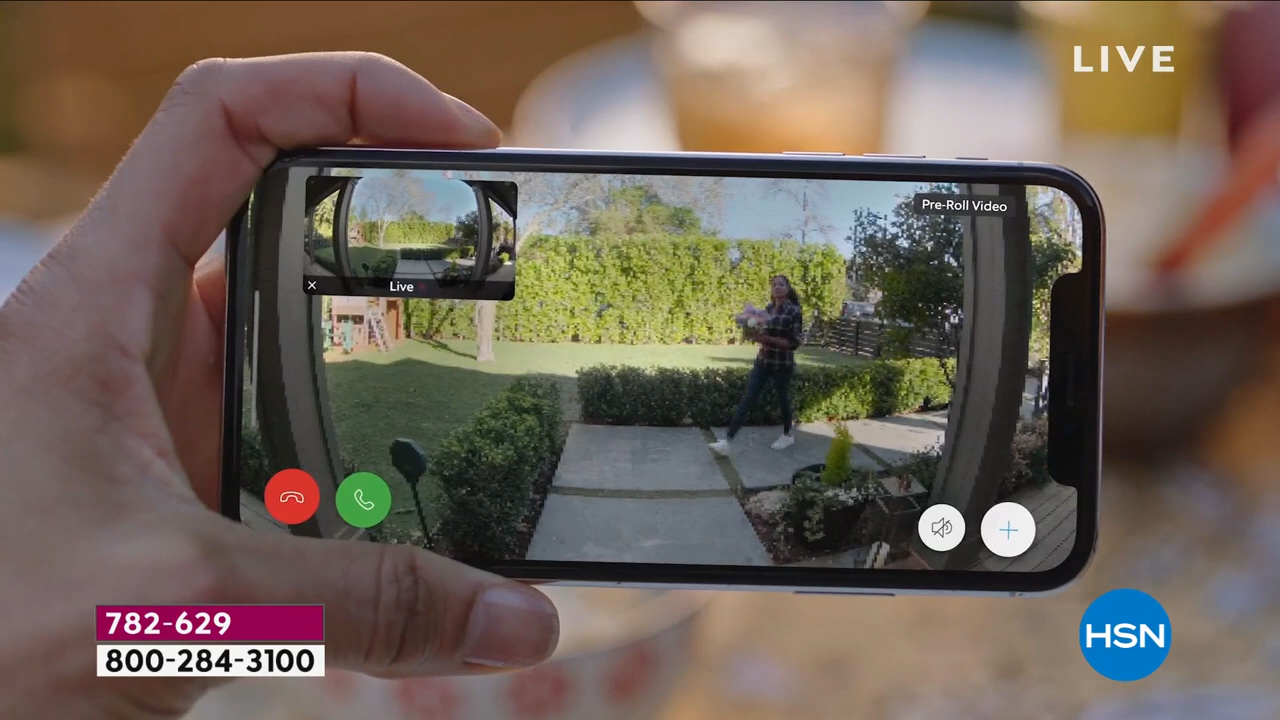 LIVE
Pre-Roll Video
× Live
782-629
800-284-3100
HSN